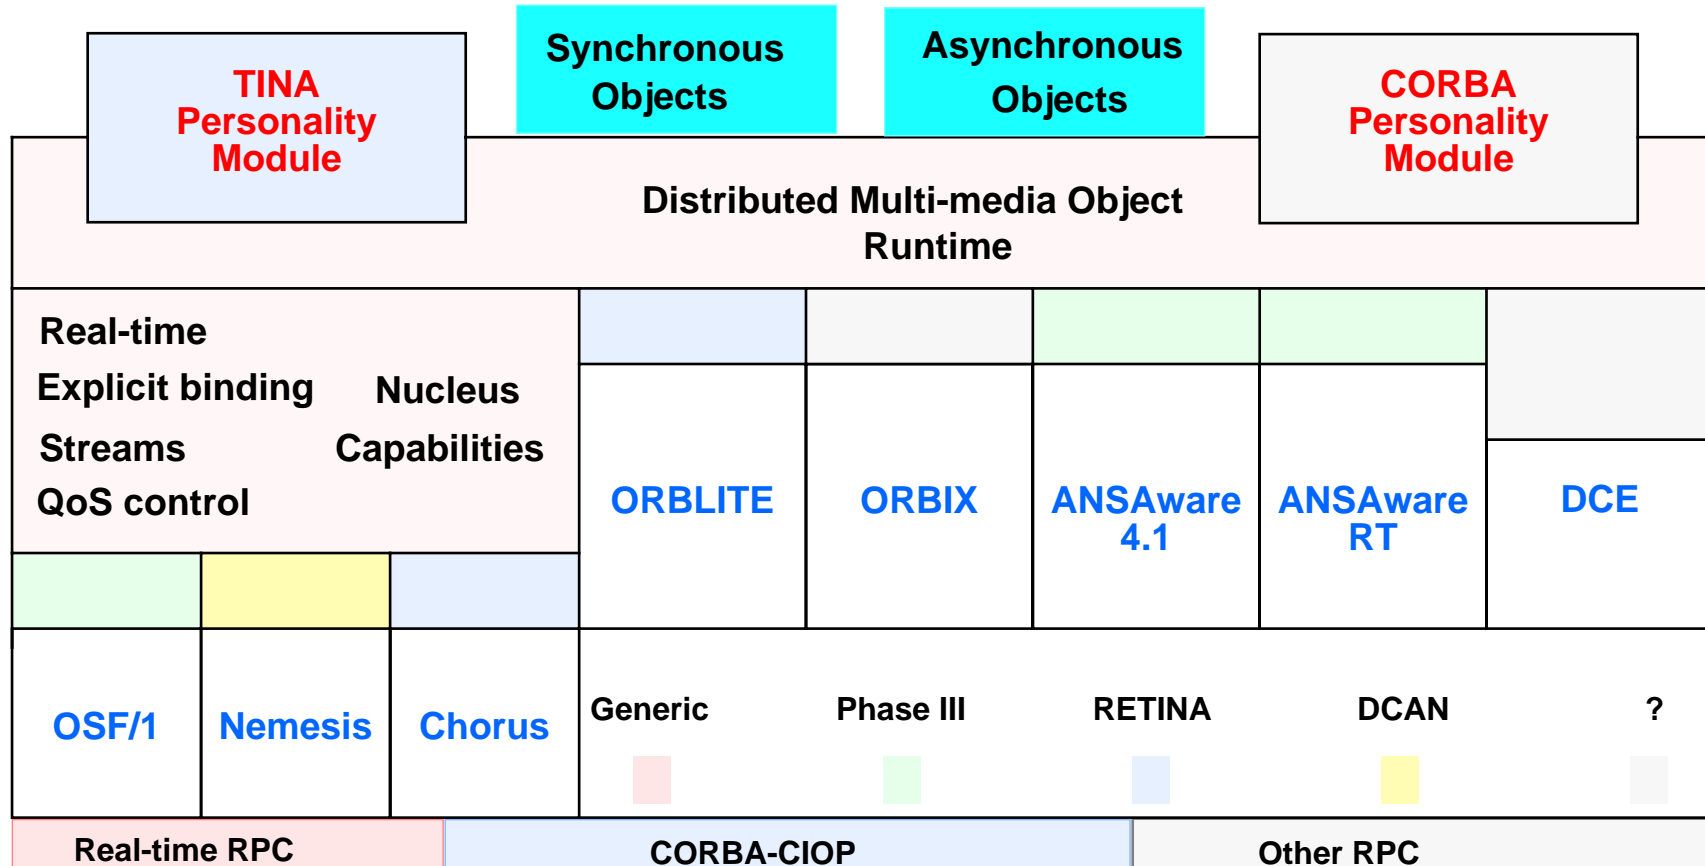 TINA
Personality
Module
Synchronous
Objects
Asynchronous
Objects
CORBA
Personality
Module
Distributed Multi-media Object
Runtime
Real-time
Explicit binding
Streams
QoS control
Nucleus
Capabilities
ORBLITE
ORBIX
ANSAware
4.1
ANSAware
RT
DCE
OSF/1
Nemesis
Chorus
Generic
Phase III
RETINA
DCAN
?
Real-time RPC
CORBA-CIOP
Other RPC